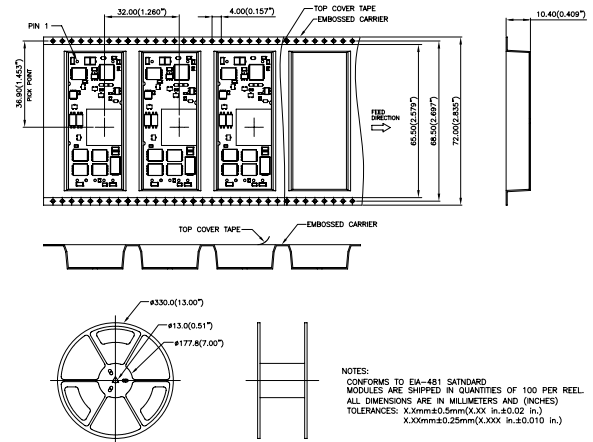 32.00(1.260")
4.00(0.157")
TOP COVER TAPE
EMBOSSED CARRIER
10.40(0.409")
PIN 1
36.90(1.453")
PICK POINT
FEED
DIRECTION
65.50(2.579")
68.50(2.697")
72.00(2.835")
TOP COVER TAPE
EMBOSSED CARRIER
ø330.0(13.00")
ø13.0(0.51")
ø177.8(7.00")
NOTES:
CONFORMS TO EIA-481 SATNDARD
MODULES ARE SHIPPED IN QUANTITIES OF 100 PER REEL.
ALL DIMENSIONS ARE IN MILLIMETERS AND (INCHES)
TOLERANCES: X.Xmm±0.5mm(X.XX in.±0.02 in.)
X.XXmm±0.25mm(X.XXX in.±0.010 in.)